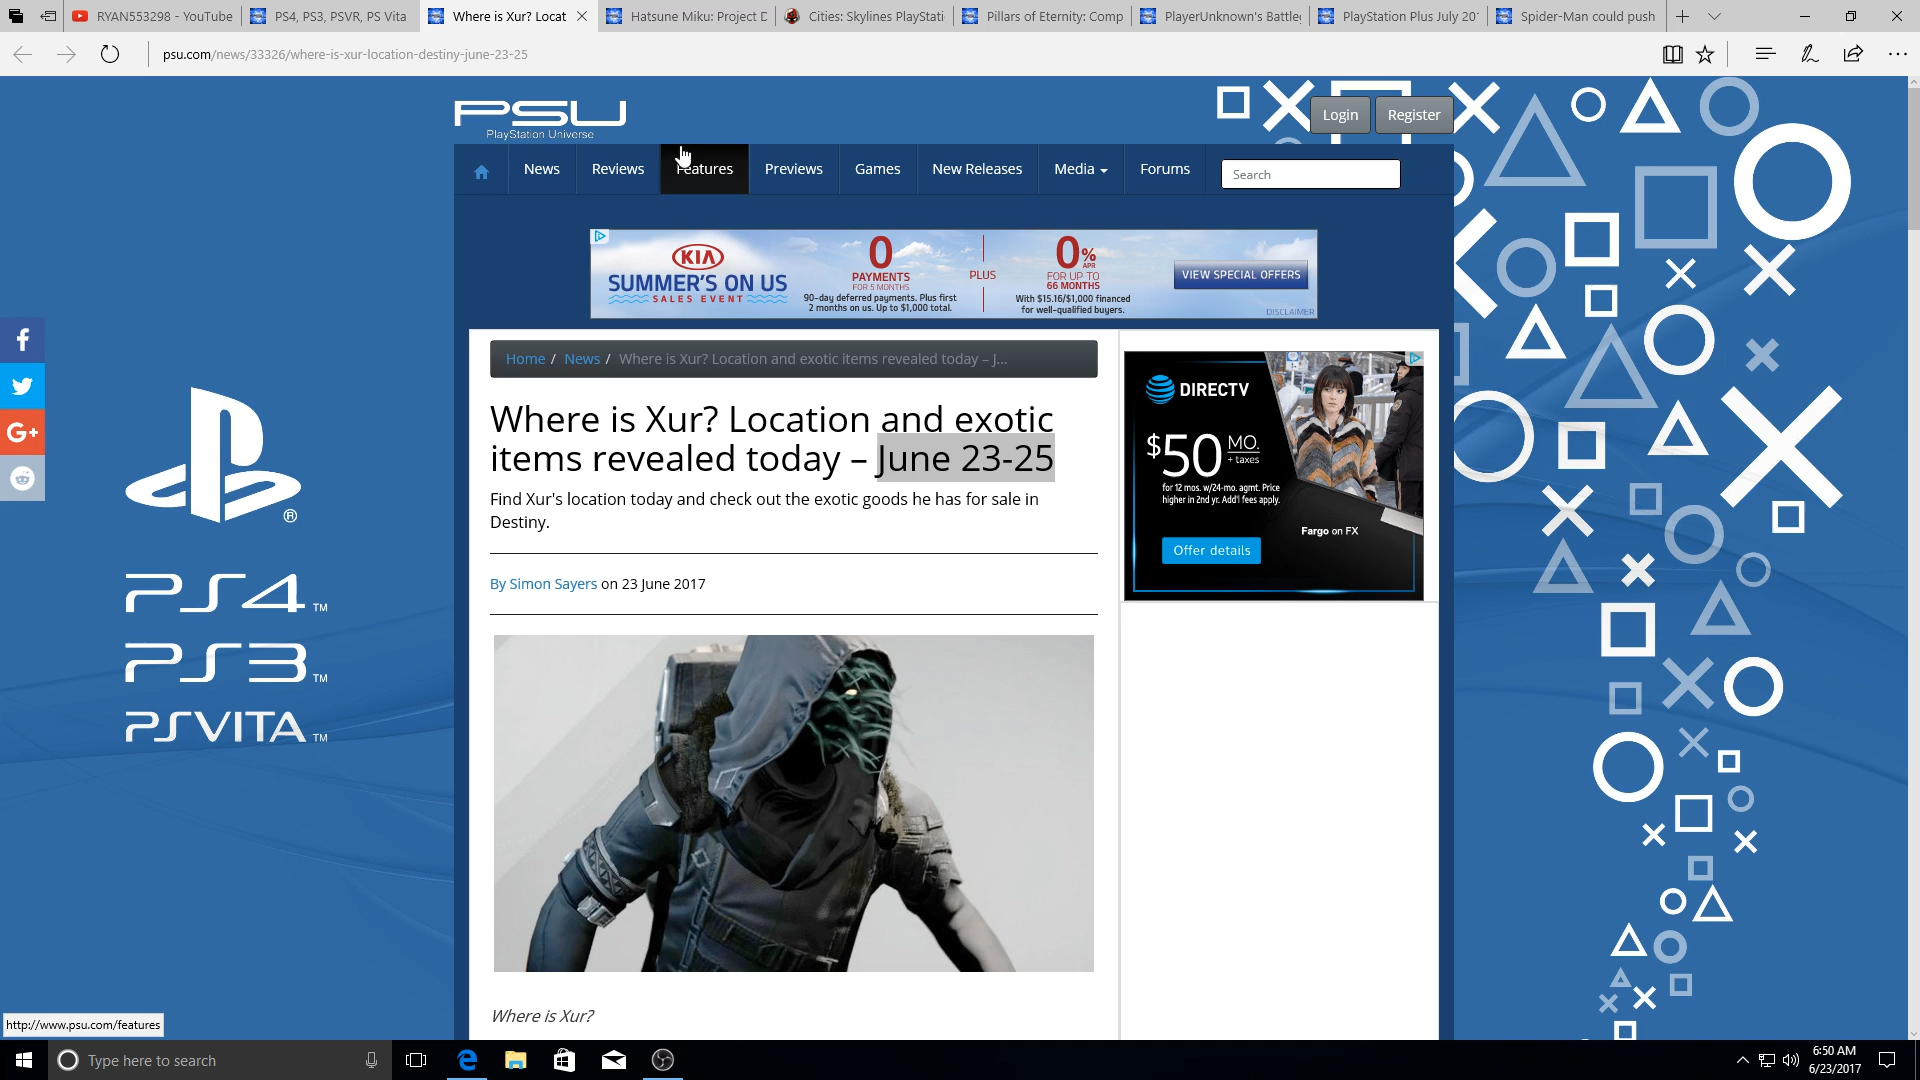 RYAN553298 - YouTube
PS4, PS3, PSVR, PS Vita
Where is Xur? Locat
Hatsune Miku: Project D
Cities: Skylines PlayStati
Pillars of Eternity: Comp
PlayerUnknown's Battle
PlayStation Plus July 20
Spider-Man could push
psu.com/news/33326/where-is-xur-location-destiny-june-23-25
PSU
PlayStation Universe
Login
Register
News
Reviews
Features
Previews
Games
New Releases
Media
Forums
Search
KIA
SUMMER'S ON US
SALES EVENT
0
PAYMENTS
FOR 5 MONTHS
90-day deferred payments. Plus first
2 months on us. Up to $1,000 total.
PLUS
0% APR
FOR UP TO
66 MONTHS
With $15.16/$1,000 financed
for well-qualified buyers.
VIEW SPECIAL OFFERS
DISCLAIMER
Home / News / Where is Xur? Location and exotic items revealed today – J...
Where is Xur? Location and exotic
items revealed today – June 23-25
Find Xur's location today and check out the exotic goods he has for sale in
Destiny.
By Simon Sayers on 23 June 2017
DIRECTV
$50 MO.
+ taxes
for 12 mos. w/24-mo. agmt. Price
higher in 2nd yr. Add'l fees apply.
Fargo on FX
Offer details
f
G+
®
PS4 TM
PS3 TM
PSVITA TM
Where is Xur?
http://www.psu.com/features
Type here to search
6:50 AM
6/23/2017